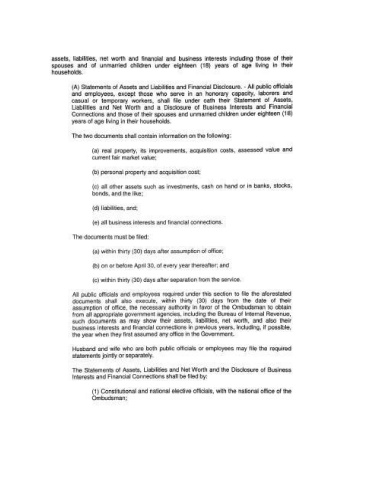 assets, liabilities, net worth and financial and business interests including those of their
spouses and of unmarried children under eighteen (18) years of age living in their
households.
(A) Statements of Assets and Liabilities and Financial Disclosure. - All public officials
and employees, except those who serve in an honorary capacity, laborers and
casual or temporary workers, shall file under oath their Statement of Assets,
Liabilities and Net Worth and a Disclosure of Business Interests and Financial
Connections and those of their spouses and unmarried children under eighteen (18)
years of age living in their households.
The two documents shall contain information on the following:
(a) real property, its improvements, acquisition costs, assessed value and
current fair market value;
(b) personal property and acquisition cost;
(c) all other assets such as investments, cash on hand or in banks, stocks,
bonds, and the like;
(d) liabilities, and;
(e) all business interests and financial connections.
The documents must be filed:
(a) within thirty (30) days after assumption of office;
(b) on or before April 30, of every year thereafter; and
(c) within thirty (30) days after separation from the service.
All public officials and employees required under this section to file the aforestated
documents shall also execute, within thirty (30) days from the date of their
assumption of office, the necessary authority in favor of the Ombudsman to obtain
from all appropriate government agencies, including the Bureau of Internal Revenue,
such documents as may show their assets, liabilities, net worth, and also their
business interests and financial connections in previous years, including, if possible,
the year when they first assumed any office in the Government.
Husband and wife who are both public officials or employees may file the required
statements jointly or separately.
The Statements of Assets, Liabilities and Net Worth and the Disclosure of Business
Interests and Financial Connections shall be filed by:
(1) Constitutional and national elective officials, with the national office of the
Ombudsman;